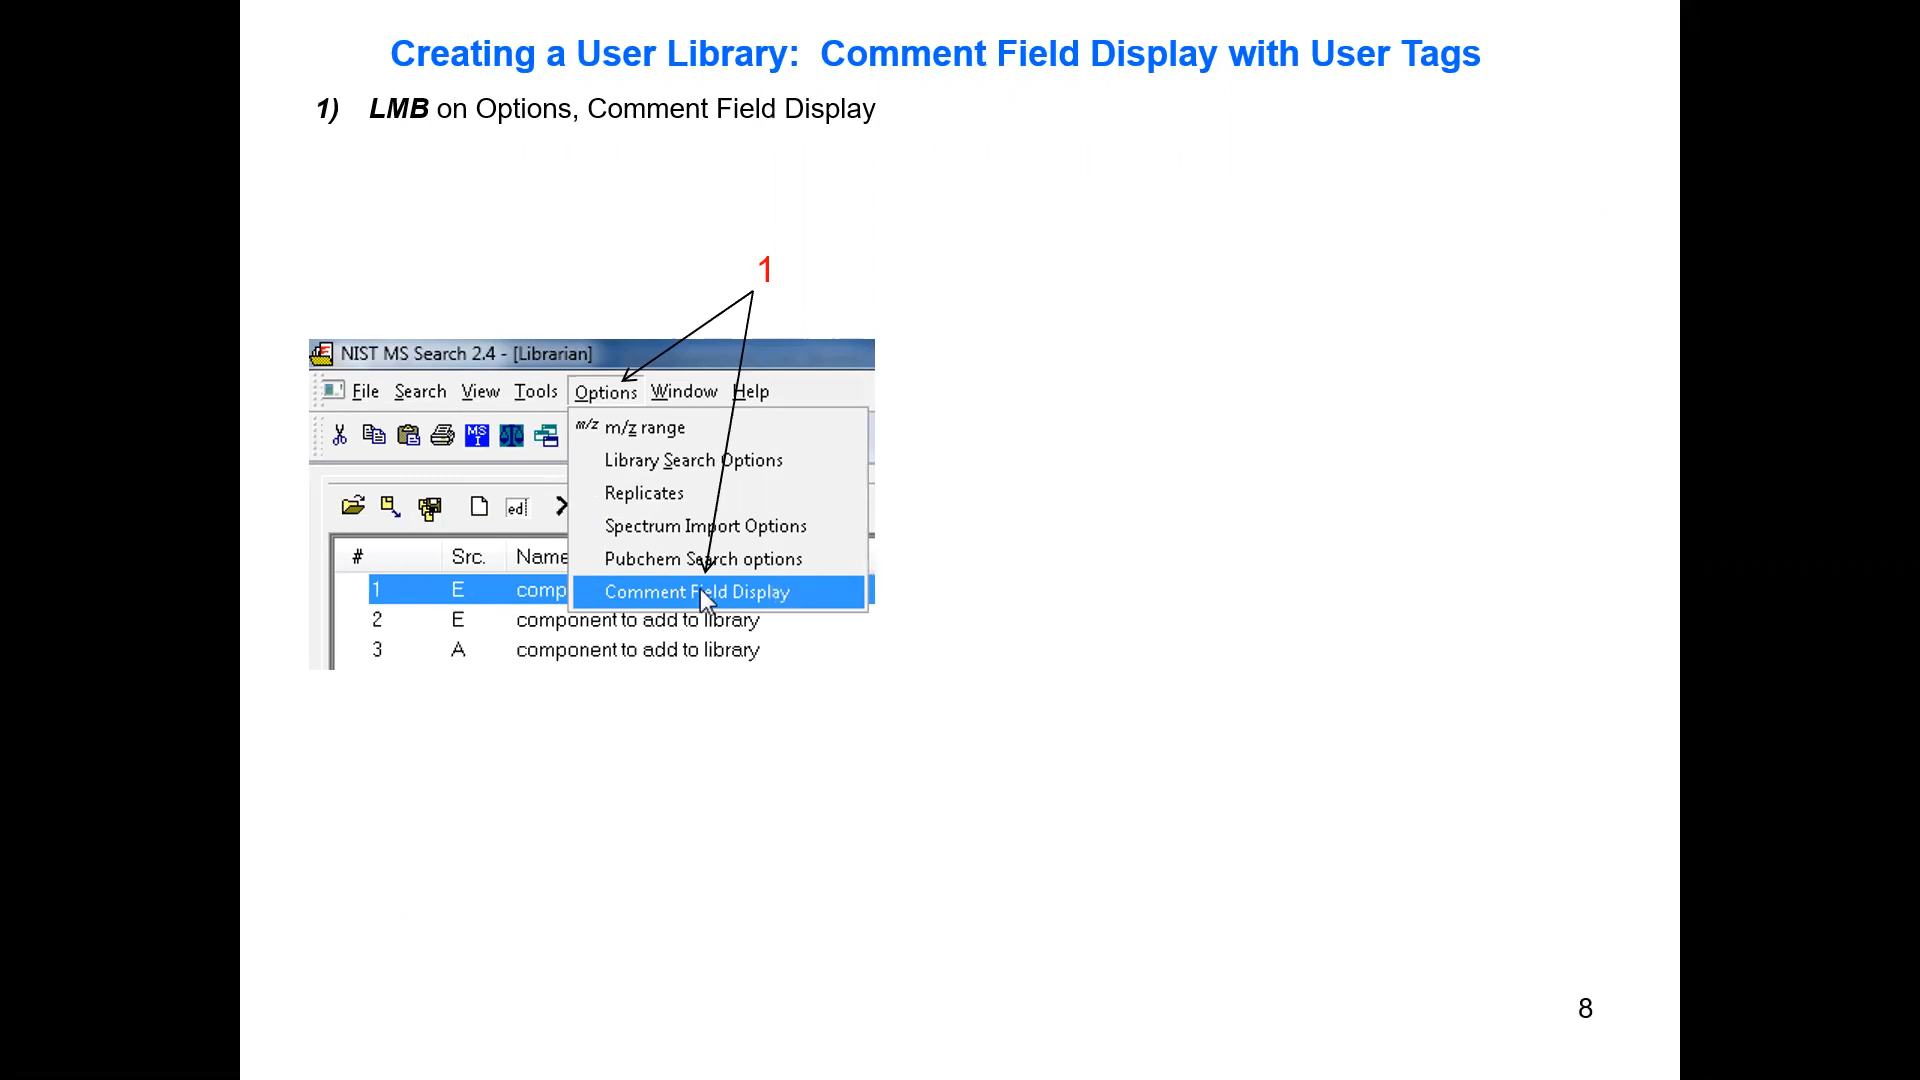 Creating a User Library: Comment Field Display with User Tags
1) LMB on Options, Comment Field Display
1
NIST MS Search 2.4 - [Librarian]
File Search View Tools Options Window Help
m/z m/z range
MS I
Library Search Options
Replicates
edi
Spectrum Import Options
Pubchem Search options
# Src. Name
Comment Field Display
1 E comp
2 E component to add to library
3 A component to add to library
8